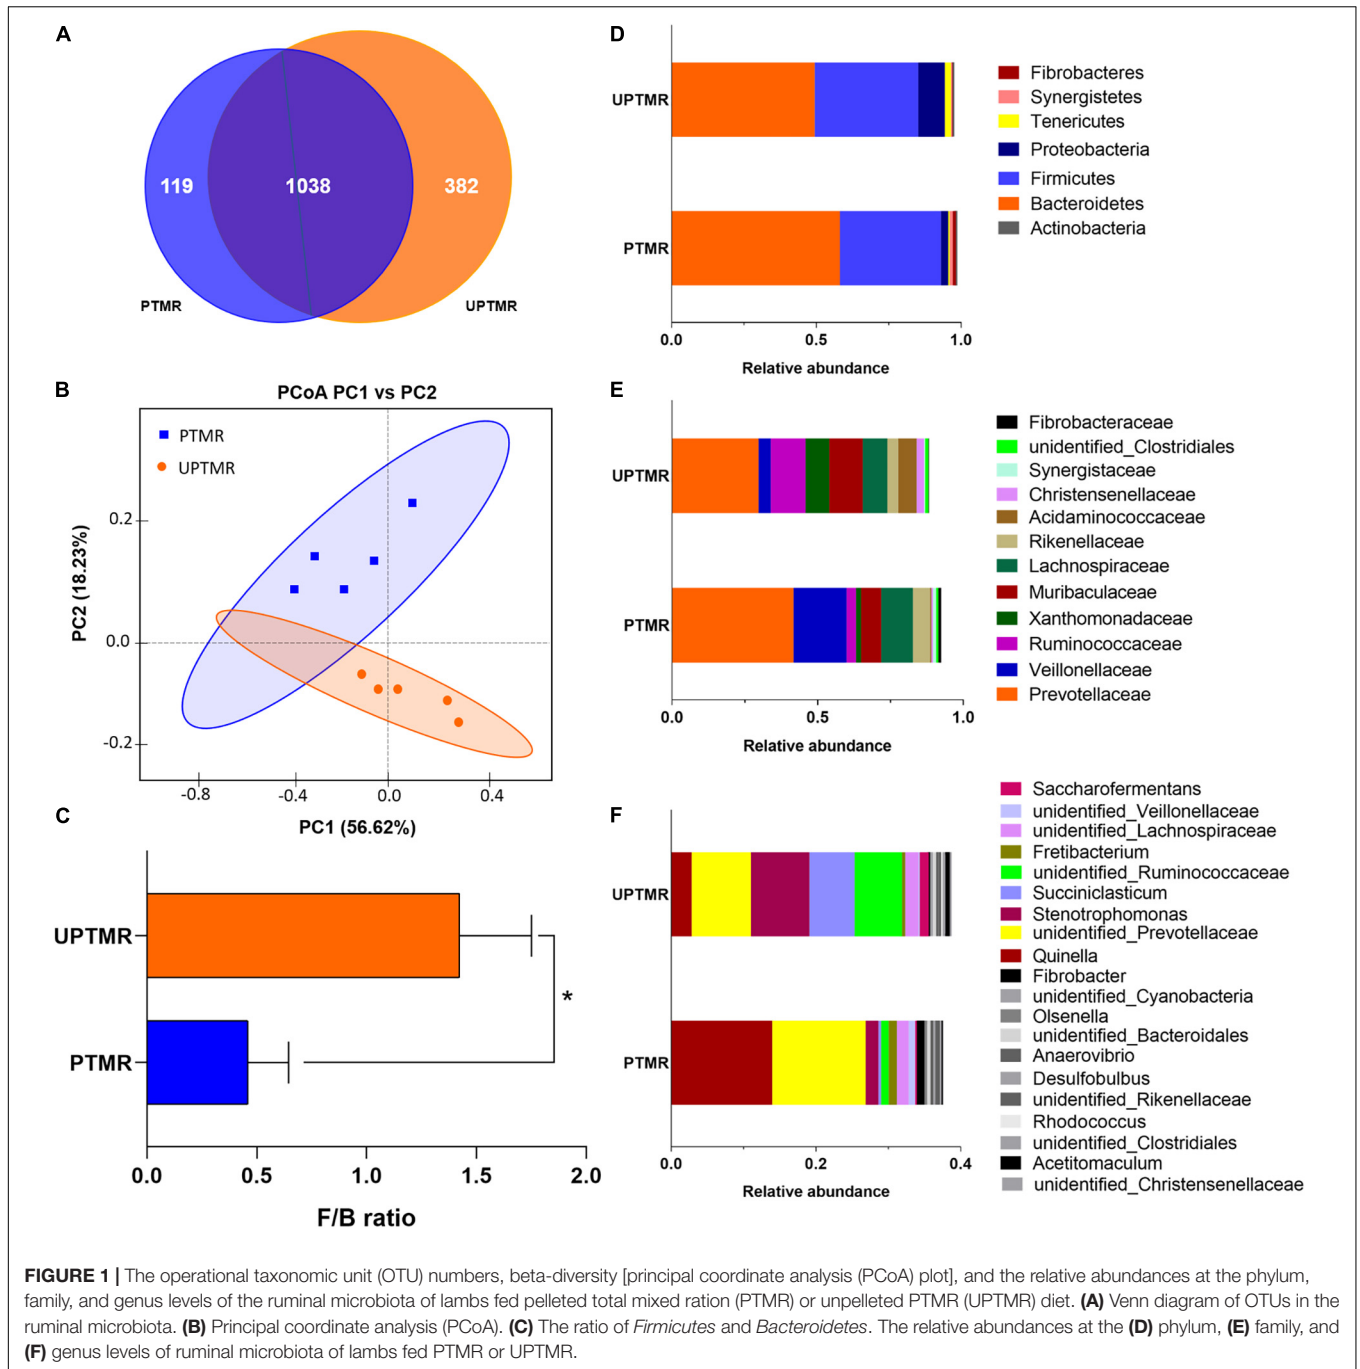 A
119
1038
382
PTMR
UPTMR
B
PCoA PC1 vs PC2
PTMR
UPTMR
0.2
0.0
-0.2
PC2 (18.23%)
-0.8
-0.4
0.0
0.4
PC1 (56.62%)
C
UPTMR
PTMR
*
0.0
0.5
1.0
1.5
2.0
F/B ratio
D
UPTMR
PTMR
0.0
0.5
1.0
Relative abundance
Fibrobacteres
Synergistetes
Tenericutes
Proteobacteria
Firmicutes
Bacteroidetes
Actinobacteria
E
UPTMR
PTMR
0.0
0.5
1.0
Relative abundance
Fibrobacteraceae
unidentified_Clostridiales
Synergistaceae
Christensenellaceae
Acidaminococcaceae
Rikenellaceae
Lachnospiraceae
Muribaculaceae
Xanthomonadaceae
Ruminococcaceae
Veillonellaceae
Prevotellaceae
F
UPTMR
PTMR
0.0
0.2
0.4
Relative abundance
Saccharofermentans
unidentified_Veillonellaceae
unidentified_Lachnospiraceae
Fretibacterium
unidentified_Ruminococcaceae
Succiniclasticum
Stenotrophomonas
unidentified_Prevotellaceae
Quinella
Fibrobacter
unidentified_Cyanobacteria
Olsenella
unidentified_Bacteroidales
Anaerovibrio
Desulfobulbus
unidentified_Rikenellaceae
Rhodococcus
unidentified_Clostridiales
Acetitomaculum
unidentified_Christensenellaceae
FIGURE 1 | The operational taxonomic unit (OTU) numbers, beta-diversity [principal coordinate analysis (PCoA) plot], and the relative abundances at the phylum,
family, and genus levels of the ruminal microbiota of lambs fed pelleted total mixed ration (PTMR) or unpelleted PTMR (UPTMR) diet. (A) Venn diagram of OTUs in the
ruminal microbiota. (B) Principal coordinate analysis (PCoA). (C) The ratio of Firmicutes and Bacteroidetes. The relative abundances at the (D) phylum, (E) family, and
(F) genus levels of ruminal microbiota of lambs fed PTMR or UPTMR.